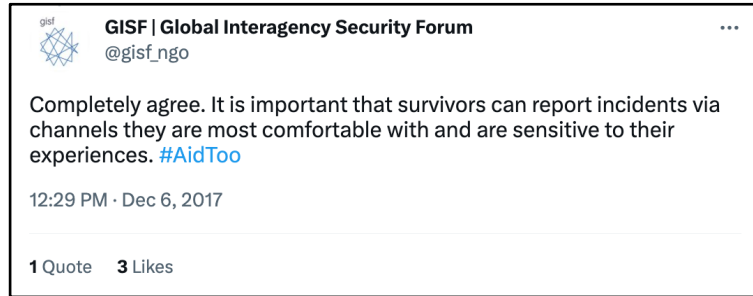 gisf
GISF | Global Interagency Security Forum
@gisf_ngo
Completely agree. It is important that survivors can report incidents via
channels they are most comfortable with and are sensitive to their
experiences. #AidToo
12:29 PM · Dec 6, 2017
1 Quote 3 Likes